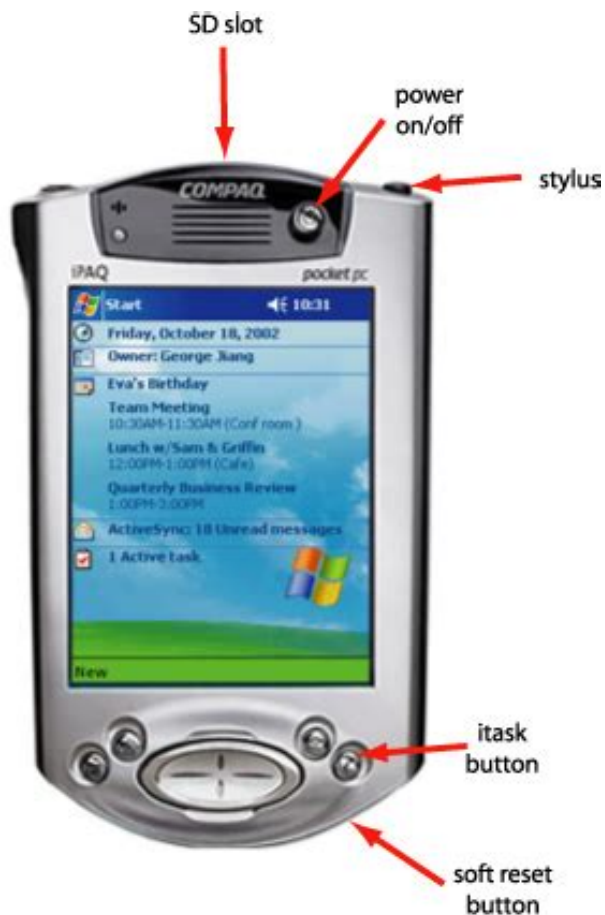 SD slot
power
on/off
stylus
COMPAQ
iPAQ pocket pc
Start 10:31
Friday, October 18, 2002
Owner: George Jiang
Eva's Birthday
Team Meeting
10:30AM-11:30AM (Conf room )
Lunch w/Sam & Griffin
12:00PM-1:00PM (Cafe)
Quarterly Business Review
1:00PM-3:00PM
ActiveSync: 18 Unread messages
1 Active task
New
itask
button
soft reset
button